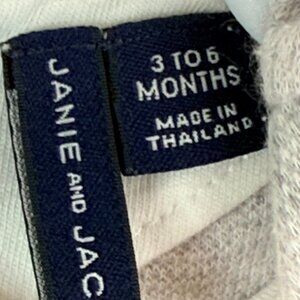 JANIE AND JAC
3 TO 6
MONTHS
MADE IN
THAILAND